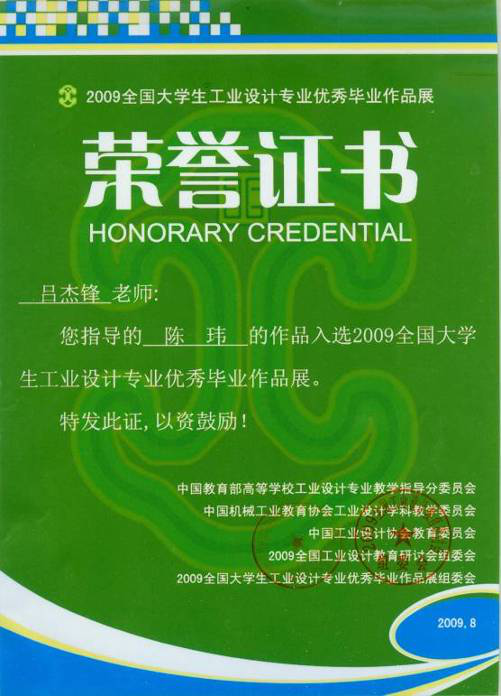 2009全国大学生工业设计专业优秀毕业作品展
荣誉证书
HONORARY CREDENTIAL
吕杰锋 老师:
您指导的 陈 玮 的作品入选2009全国大学
生工业设计专业优秀毕业作品展。
特发此证,以资鼓励!
中国教育部高等学校工业设计专业教学指导分委员会
中国机械工业教育协会工业设计学科教学委员会
中国工业设计协会教育委员会
2009全国工业设计教育研讨会组委会
2009全国大学生工业设计专业优秀毕业作品展组委会
2009.8